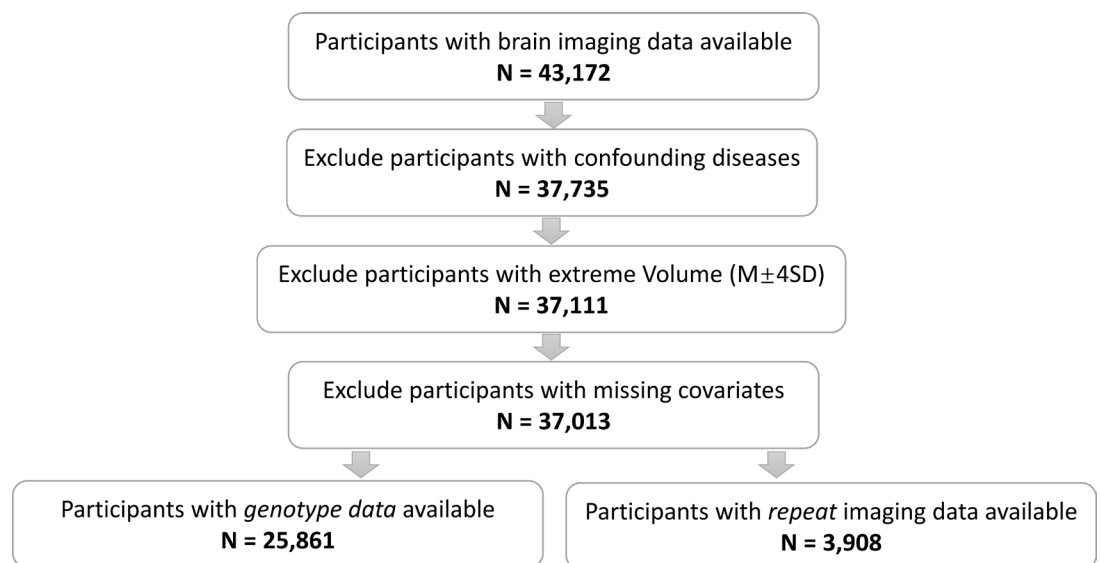 Participants with brain imaging data available
N = 43,172
Exclude participants with confounding diseases
N = 37,735
Exclude participants with extreme Volume (M±4SD)
N = 37,111
Exclude participants with missing covariates
N = 37,013
Participants with genotype data available
N = 25,861
Participants with repeat imaging data available
N = 3,908